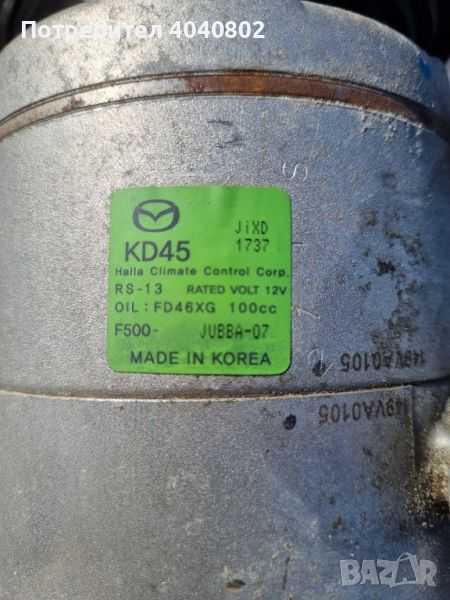 Потребител 4040802
S
JiXD
KD45 1737
Halla Climate Control Corp.
RS-13 RATED VOLT 12V
OIL : FD46XG 100cc
F500- JUBBA-07
MADE IN KOREA
149VA0105
149VA0105
BAZAR